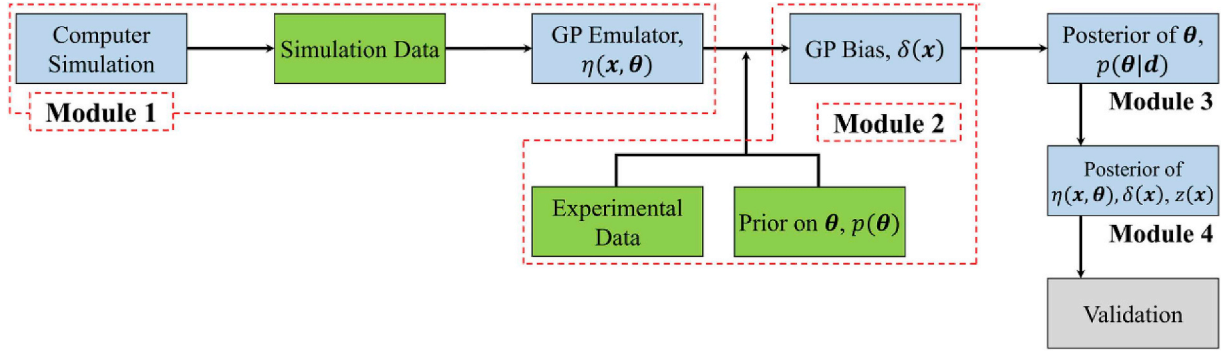 Computer
Simulation
Simulation Data
GP Emulator,
η(x, θ)
GP Bias, δ(x)
Posterior of θ,
p(θ|d)
Module 1
Module 2
Module 3
Experimental
Data
Prior on θ, p(θ)
Posterior of
η(x, θ), δ(x), z(x)
Module 4
Validation